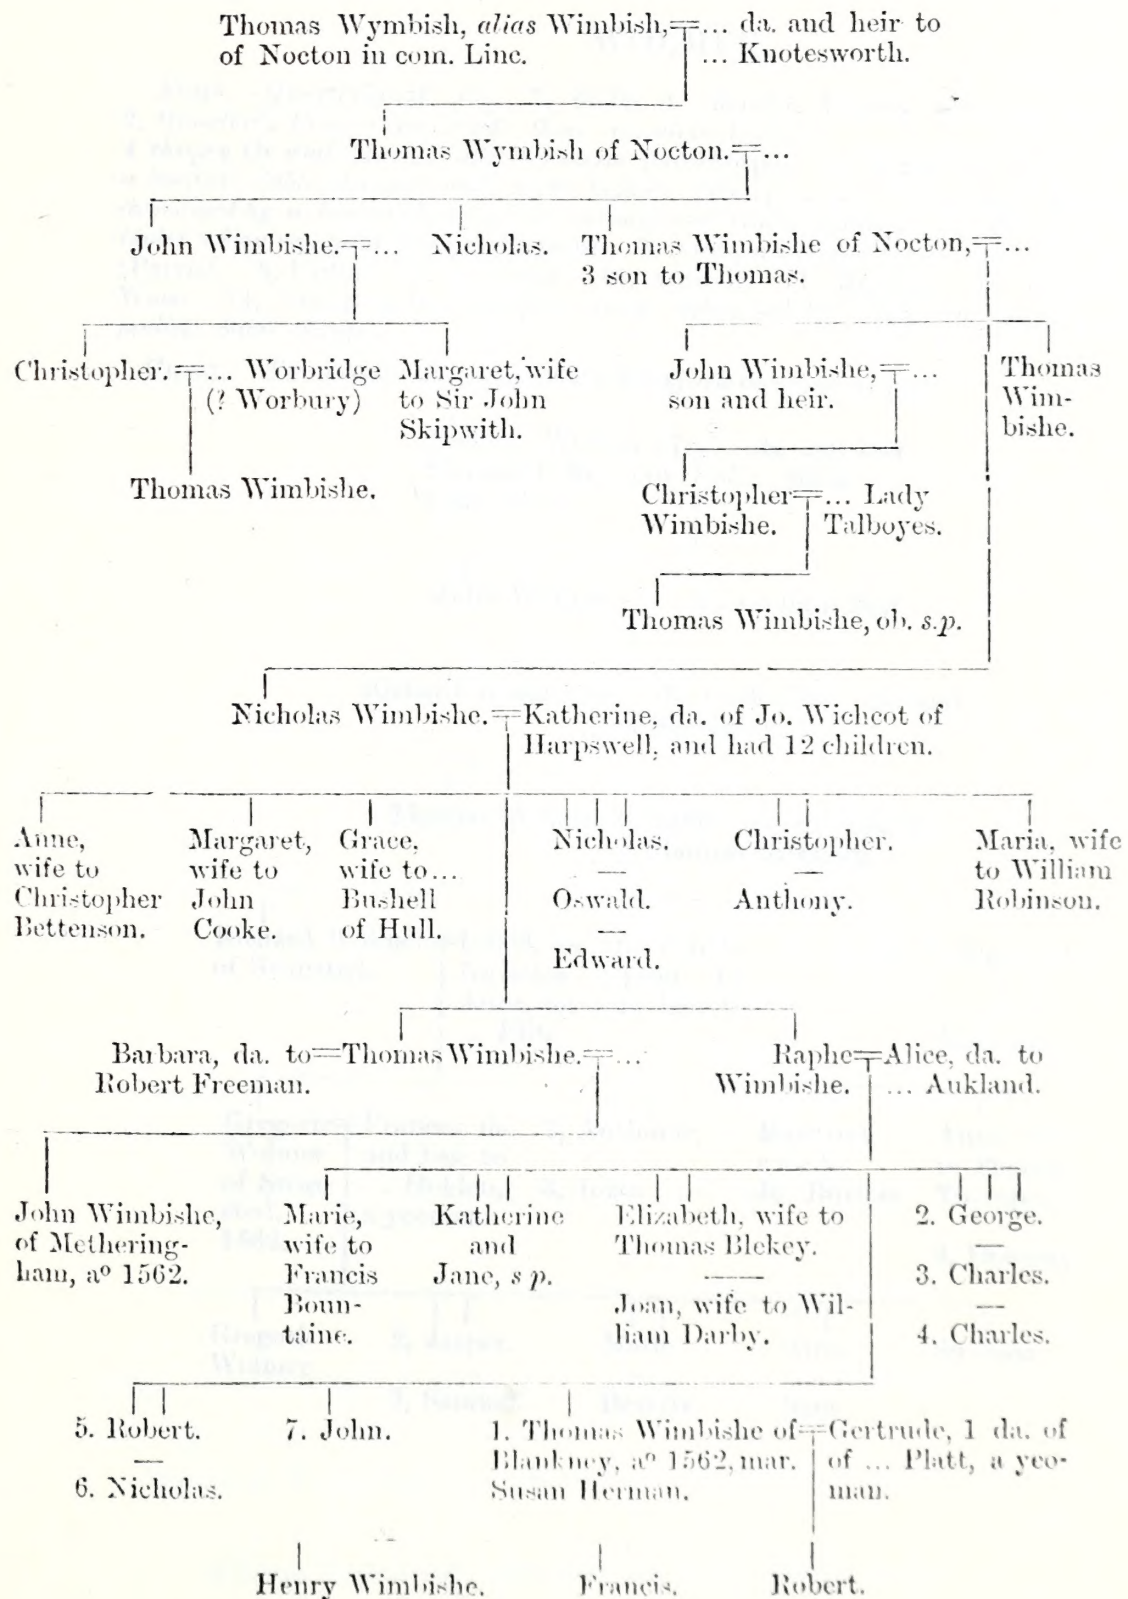 Thomas Wymbish, alias Wimbish,=... da. and heir to
of Nocton in com. Linc. ... Knotesworth.
Thomas Wymbish of Nocton.=...
John Wimbishe.=... Nicholas. Thomas Wimbishe of Nocton,=...
3 son to Thomas.
Christopher.=... Worbridge Margaret, wife John Wimbishe,=... Thomas
(? Worbury) to Sir John son and heir. Wim-
Skipwith. bishe.
Thomas Wimbishe. Christopher=... Lady
Wimbishe. Talboyes.
Thomas Wimbishe, ob. s.p.
Nicholas Wimbishe.=Katherine, da. of Jo. Wichcot of
Harpswell, and had 12 children.
Anne, Margaret, Grace, Nicholas. Christopher. Maria, wife
wife to wife to wife to... — — to William
Christopher John Bushell Oswald. Anthony. Robinson.
Bettenson. Cooke. of Hull. —
Edward.
Barbara, da. to=Thomas Wimbishe.=... Raphe=Alice, da. to
Robert Freeman. Wimbishe. ... Aukland.
John Wimbishe, Marie, Katherine Elizabeth, wife to 2. George.
of Methering- wife to and Thomas Blekey. —
ham, aº 1562. Francis Jane, s p. — 3. Charles.
Boun- Joan, wife to Wil- —
taine. liam Darby. 4. Charles.
5. Robert. 7. John. 1. Thomas Wimbishe of=Gertrude, 1 da. of
— Blankney, aº 1562, mar. of ... Platt, a yeo-
6. Nicholas. Susan Herman. man.
Henry Wimbishe. Francis. Robert.